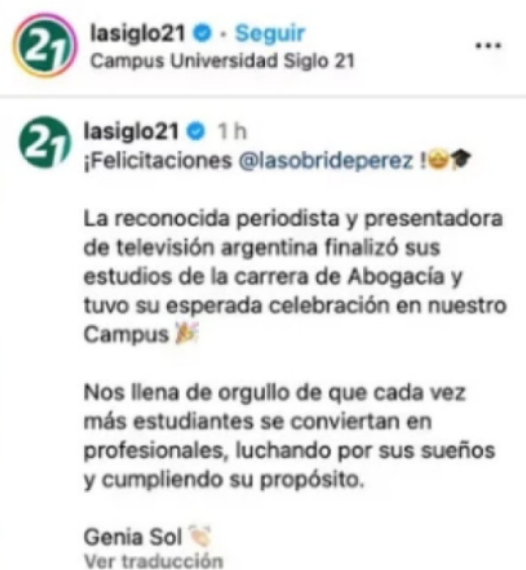 21
lasiglo21 · Seguir
Campus Universidad Siglo 21
21
lasiglo21 1 h
¡Felicitaciones @lasobrideperez !🤩🎓
La reconocida periodista y presentadora
de televisión argentina finalizó sus
estudios de la carrera de Abogacía y
tuvo su esperada celebración en nuestro
Campus 🎉
Nos llena de orgullo de que cada vez
más estudiantes se conviertan en
profesionales, luchando por sus sueños
y cumpliendo su propósito.
Genia Sol 👏🏻
Ver traducción